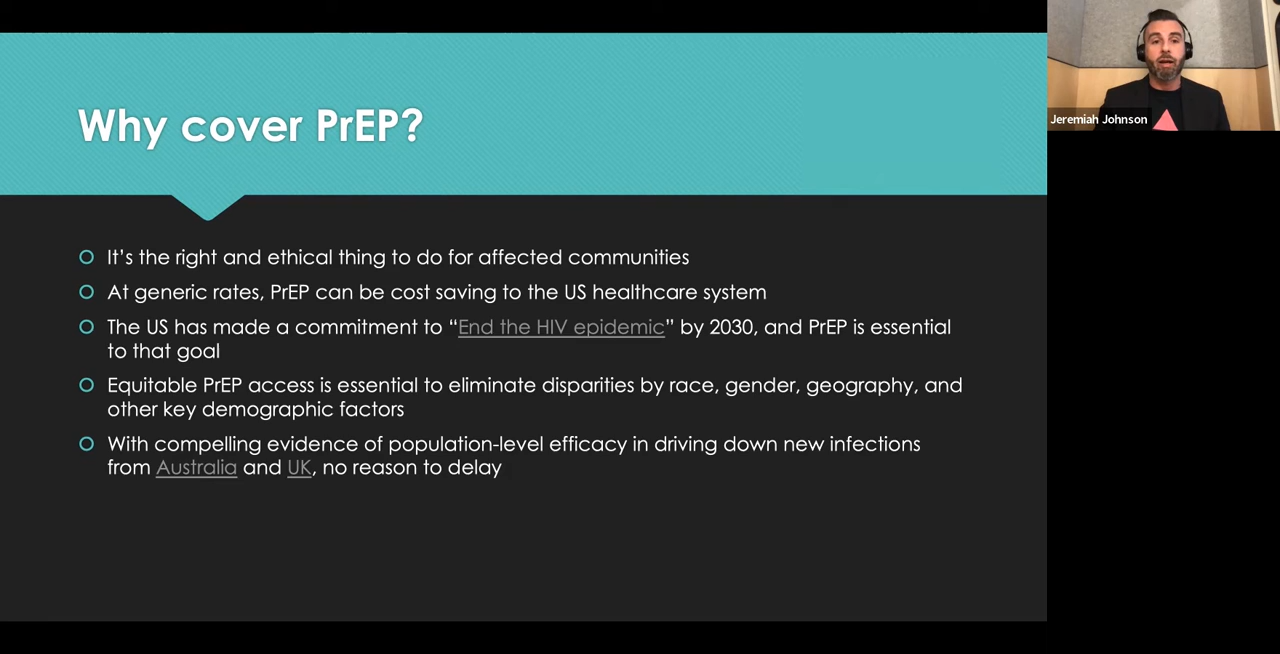 Why cover PrEP?
Jeremiah Johnson
It’s the right and ethical thing to do for affected communities
At generic rates, PrEP can be cost saving to the US healthcare system
The US has made a commitment to “End the HIV epidemic” by 2030, and PrEP is essential
to that goal
Equitable PrEP access is essential to eliminate disparities by race, gender, geography, and
other key demographic factors
With compelling evidence of population-level efficacy in driving down new infections
from Australia and UK, no reason to delay